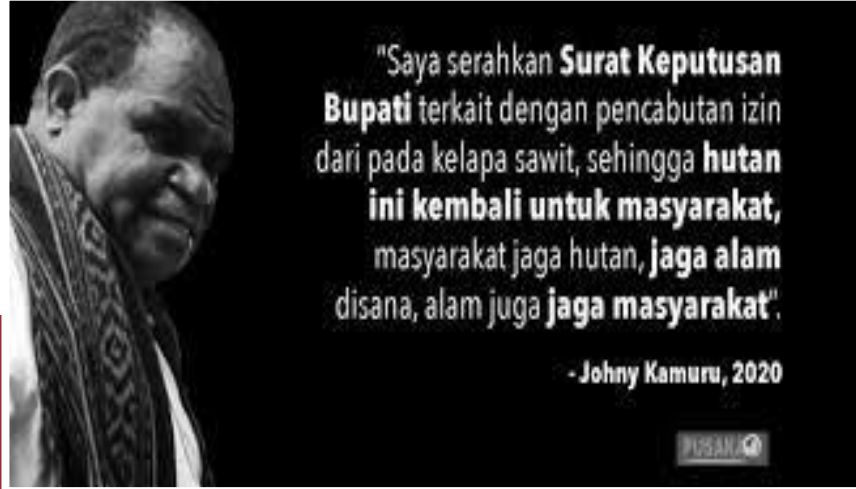 "Saya serahkan Surat Keputusan
Bupati terkait dengan pencabutan izin
dari pada kelapa sawit, sehingga hutan
ini kembali untuk masyarakat,
masyarakat jaga hutan, jaga alam
disana, alam juga jaga masyarakat".
- Johny Kamuru, 2020
PUSAKA